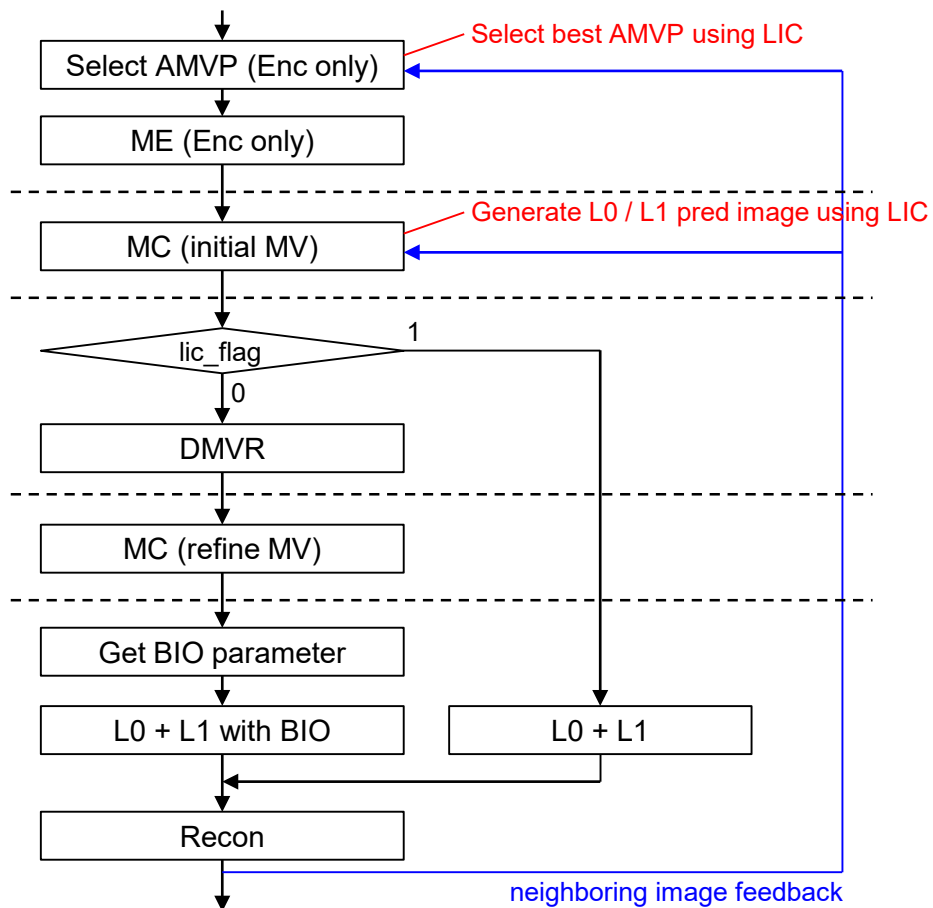 Select best AMVP using LIC
Select AMVP (Enc only)
ME (Enc only)
Generate L0 / L1 pred image using LIC
MC (initial MV)
1
lic_flag
0
DMVR
MC (refine MV)
Get BIO parameter
L0 + L1 with BIO
L0 + L1
Recon
neighboring image feedback